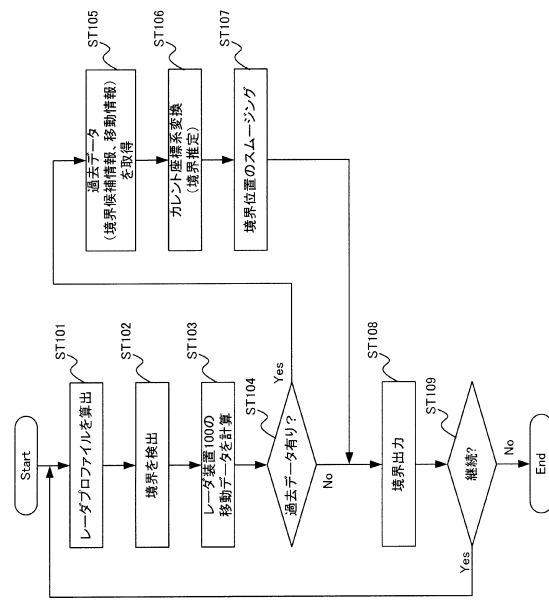 Start
ST101
レーダプロファイルを算出
ST102
境界を検出
ST103
レーダ装置100の
移動データを計算
ST104
過去データ有り？
Yes
No
ST105
過去データ
(境界候補情報、移動情報)
を取得
ST106
カレント座標系変換
(境界推定)
ST107
境界位置のスムージング
ST108
境界出力
ST109
継続?
Yes
No
End